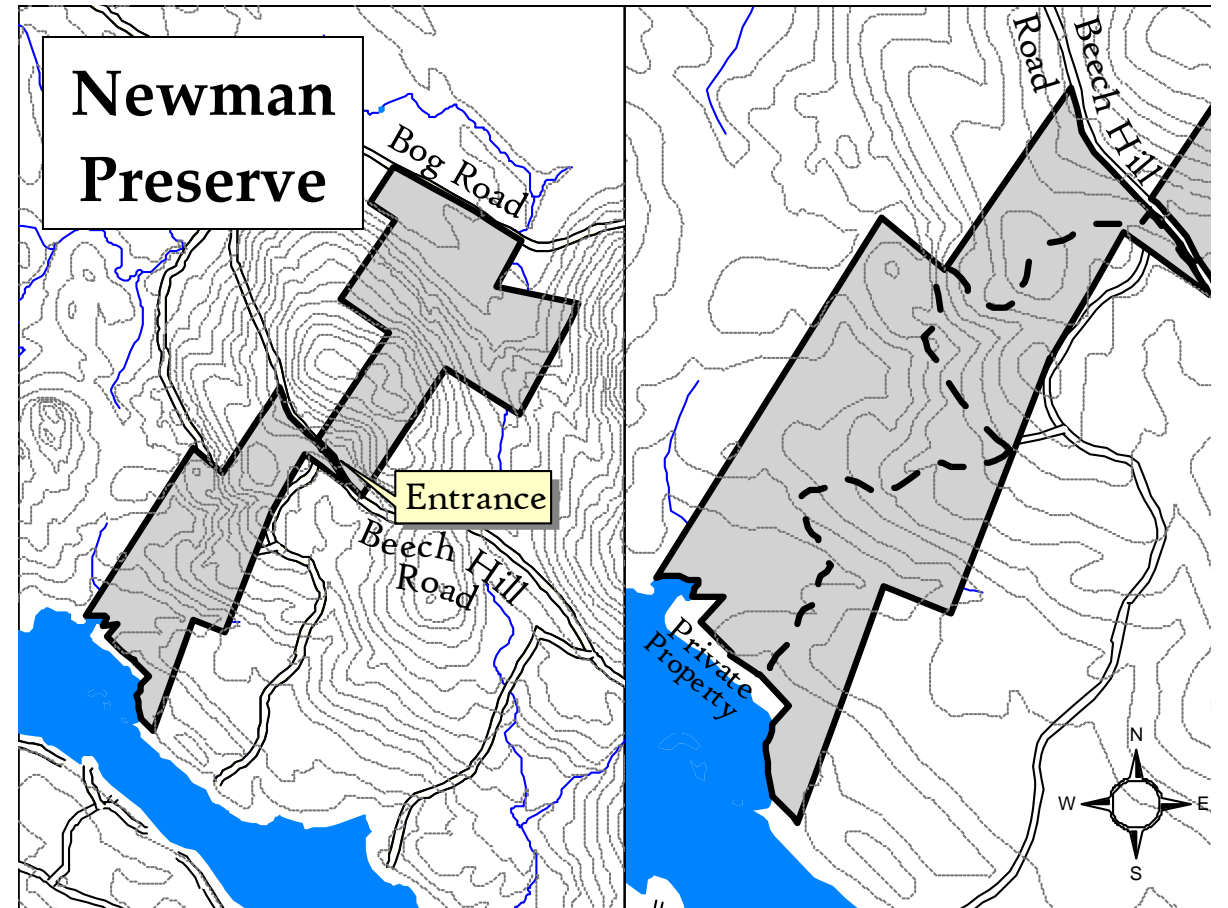 Newman
Preserve
Bog Road
Entrance
Beech Hill
Road
Beech Hill
Road
Private
Property
N
W
E
S